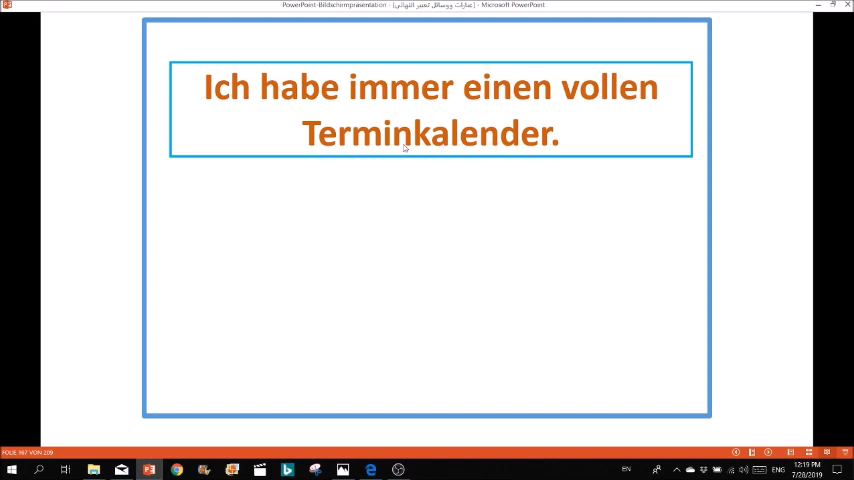 PowerPoint-Bildschirmpräsentation - [عبارات ووسائل تعبير النهائي] - Microsoft PowerPoint
Ich habe immer einen vollen
Terminkalender.
FOLIE 167 VON 209
EN
ENG
12:19 PM
7/28/2019